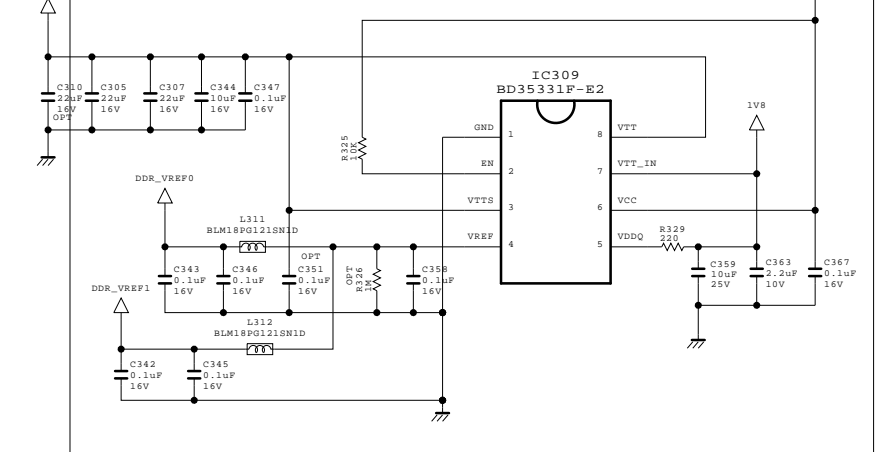 IC309
BD35331F-E2
C310
22uF
16V
OPT
C305
22uF
16V
C307
22uF
16V
C344
10uF
16V
C347
0.1uF
16V
R325
10K
GND
1
EN
2
VTTS
3
VREF
4
8
VTT
7
VTT_IN
6
VCC
5
VDDQ
1V8
R329
220
DDR_VREF0
L311
BLM18PG121SN1D
OPT
C343
0.1uF
16V
C346
0.1uF
16V
C351
0.1uF
16V
OPT
R326
1M
C358
0.1uF
16V
C359
10uF
25V
C363
2.2uF
10V
C367
0.1uF
16V
DDR_VREF1
L312
BLM18PG121SN1D
C342
0.1uF
16V
C345
0.1uF
16V